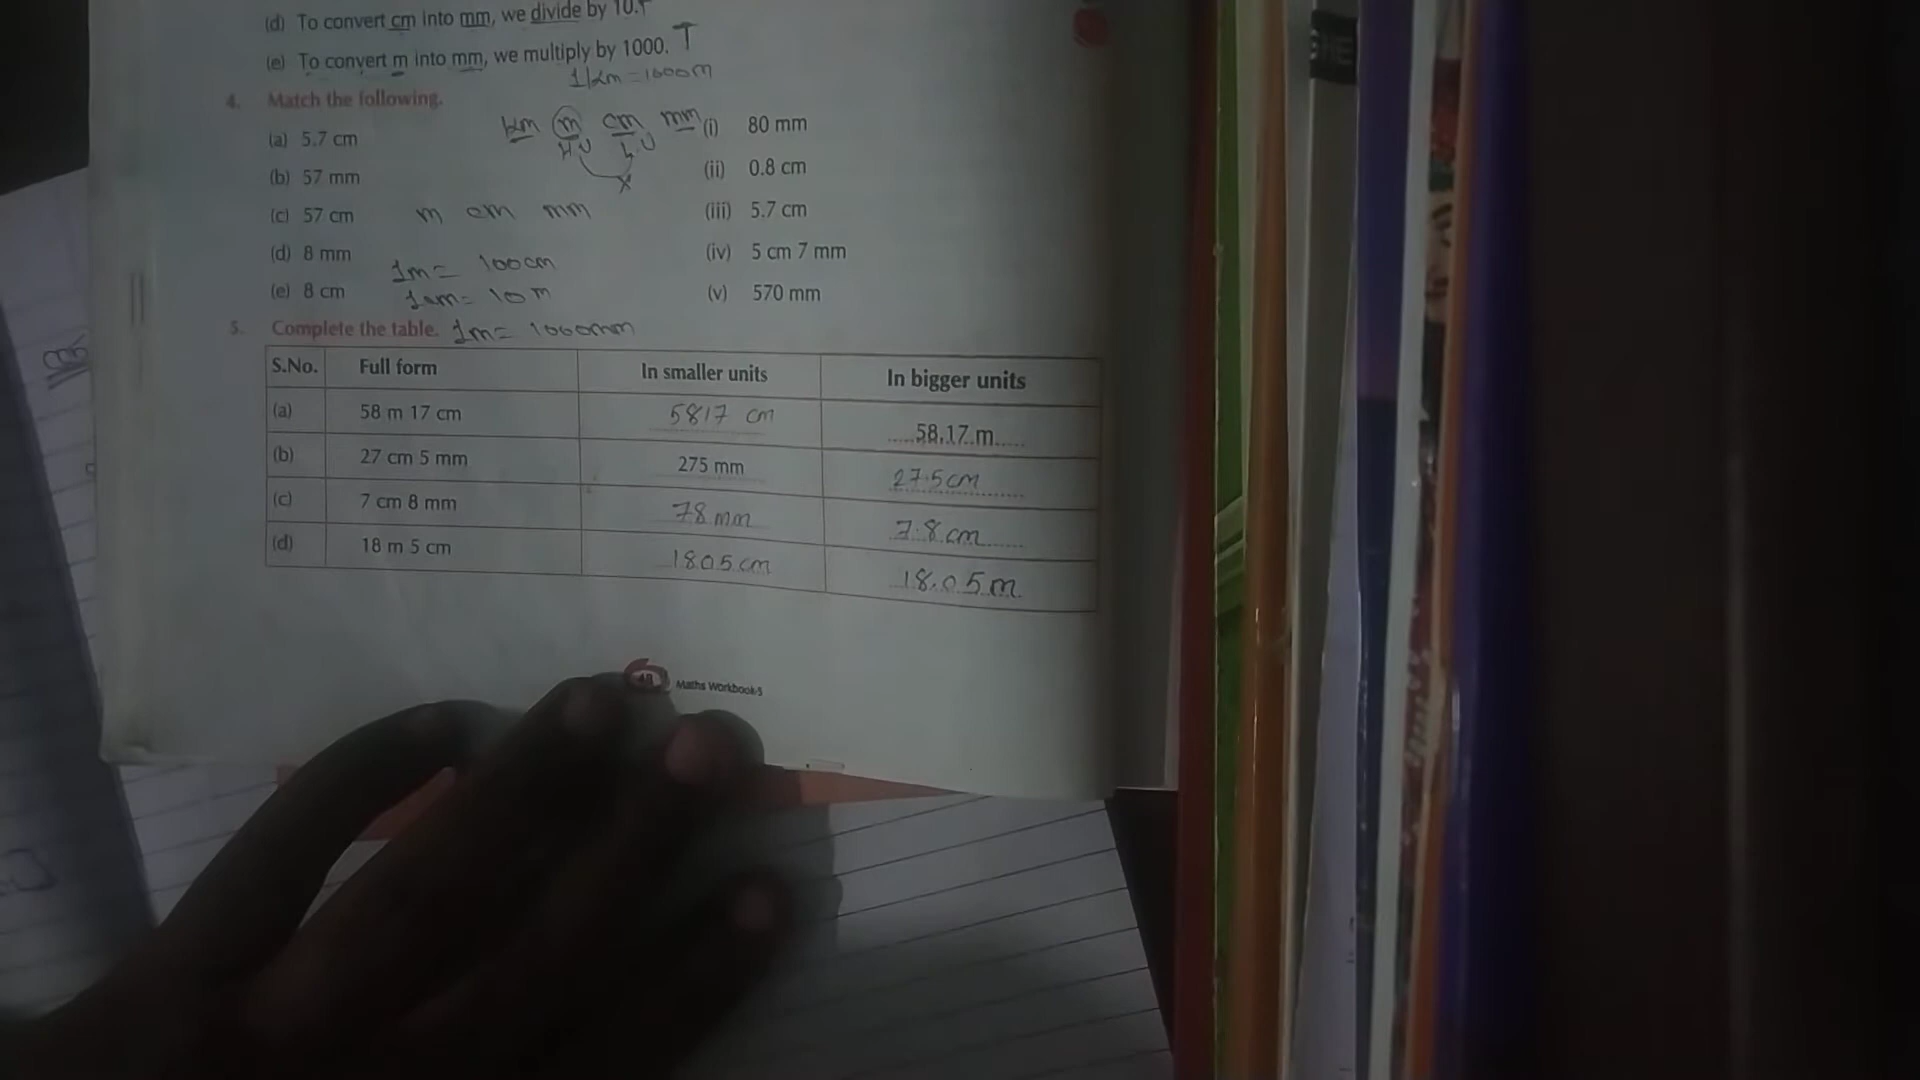 (d) To convert cm into mm, we divide by 10.
(e) To convert m into mm, we multiply by 1000. T
1km = 1000m
4. Match the following.
km m cm mm
H.U L.U
(a) 5.7 cm (i) 80 mm
(b) 57 mm (ii) 0.8 cm
(c) 57 cm (iii) 5.7 cm
m cm mm
(d) 8 mm (iv) 5 cm 7 mm
1m = 100cm
(e) 8 cm (v) 570 mm
1cm = 10 m
5. Complete the table. 1m = 1000mm
S.No. Full form In smaller units In bigger units
(a) 58 m 17 cm 5817 cm 58.17 m
(b) 27 cm 5 mm 275 mm 27.5cm
(c) 7 cm 8 mm 78 mm 7.8 cm
(d) 18 m 5 cm 1805 cm 18.05 m
48 Maths Workbook-5